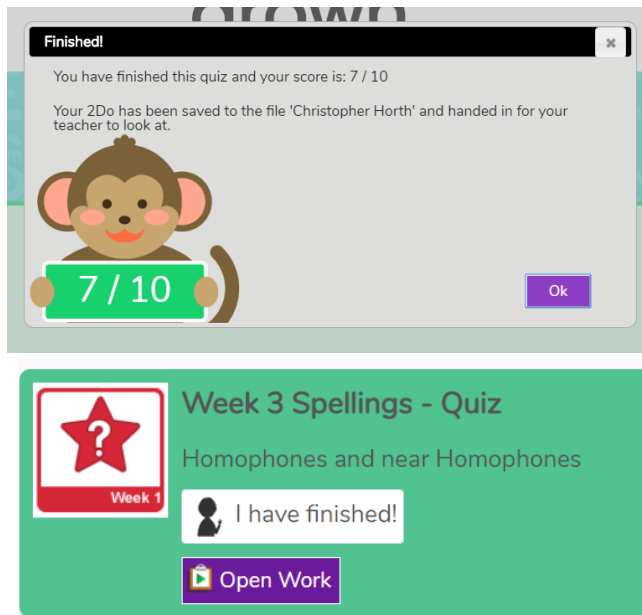 grown
Finished!
You have finished this quiz and your score is: 7 / 10
Your 2Do has been saved to the file 'Christopher Horth' and handed in for your
teacher to look at.
7 / 10
Ok
Week 3 Spellings - Quiz
Homophones and near Homophones
Week 1
?
I have finished!
Open Work